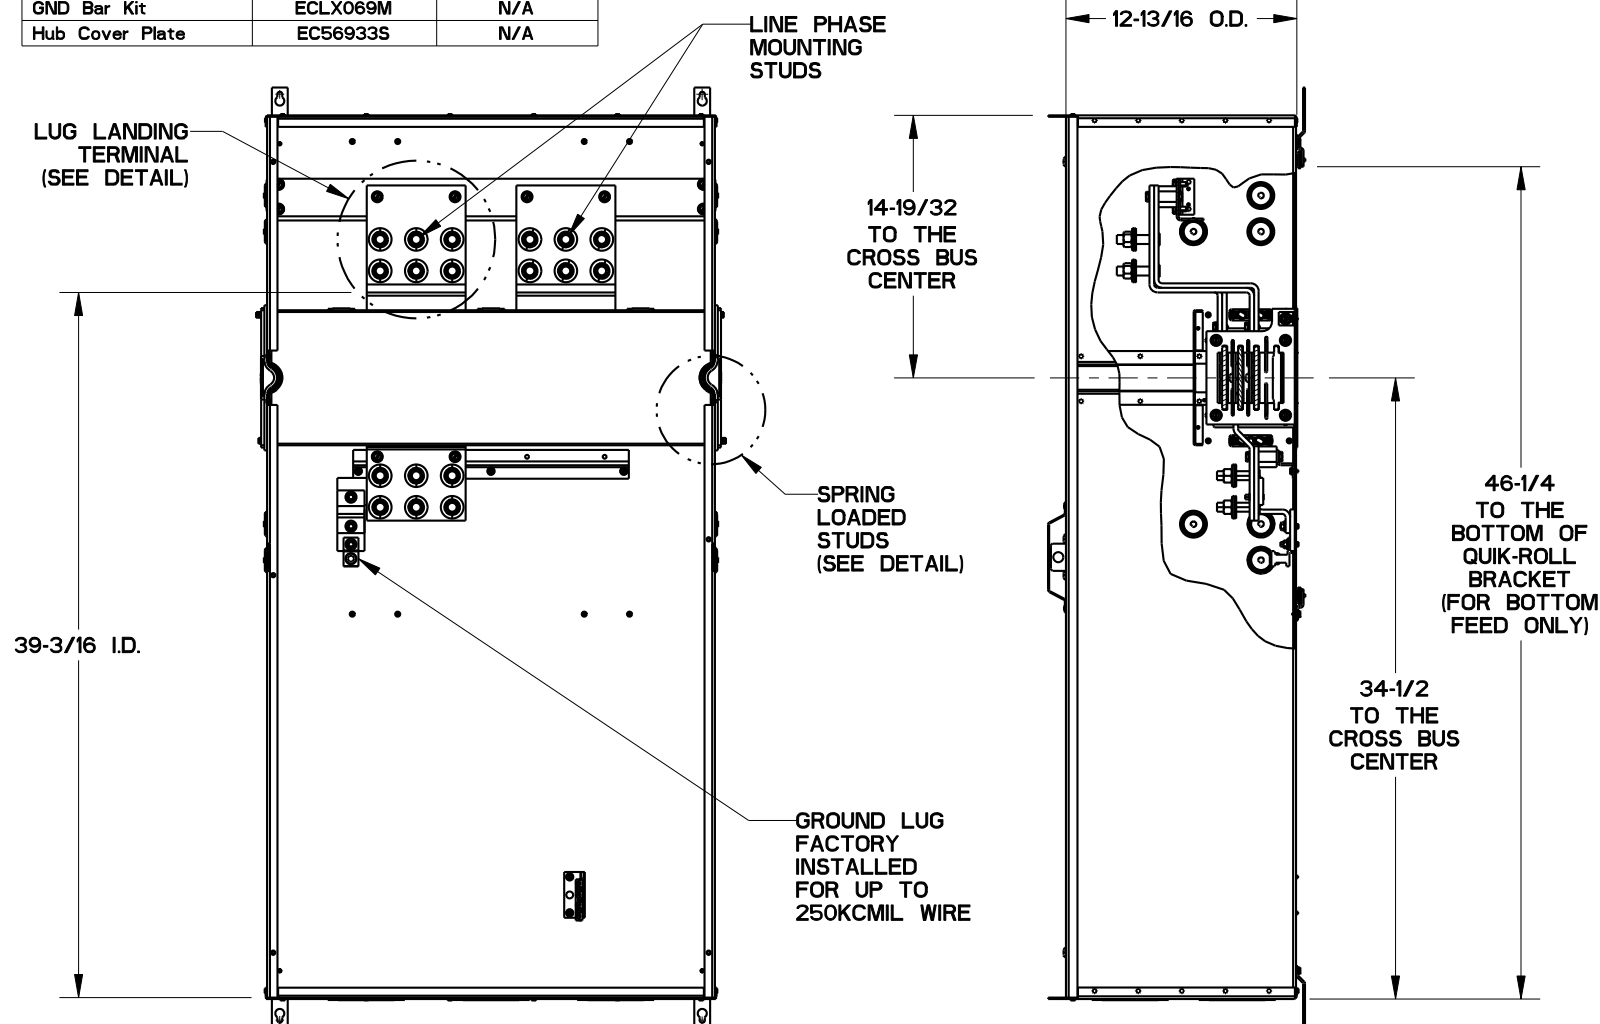 GND Bar Kit ECLX069M N/A
Hub Cover Plate EC56933S N/A
LINE PHASE
MOUNTING
STUDS
12-13/16 O.D.
LUG LANDING
TERMINAL
(SEE DETAIL)
14-19/32
TO THE
CROSS BUS
CENTER
46-1/4
TO THE
BOTTOM OF
QUIK-ROLL
BRACKET
(FOR BOTTOM
FEED ONLY)
SPRING
LOADED
STUDS
(SEE DETAIL)
39-3/16 I.D.
34-1/2
TO THE
CROSS BUS
CENTER
GROUND LUG
FACTORY
INSTALLED
FOR UP TO
250KCMIL WIRE